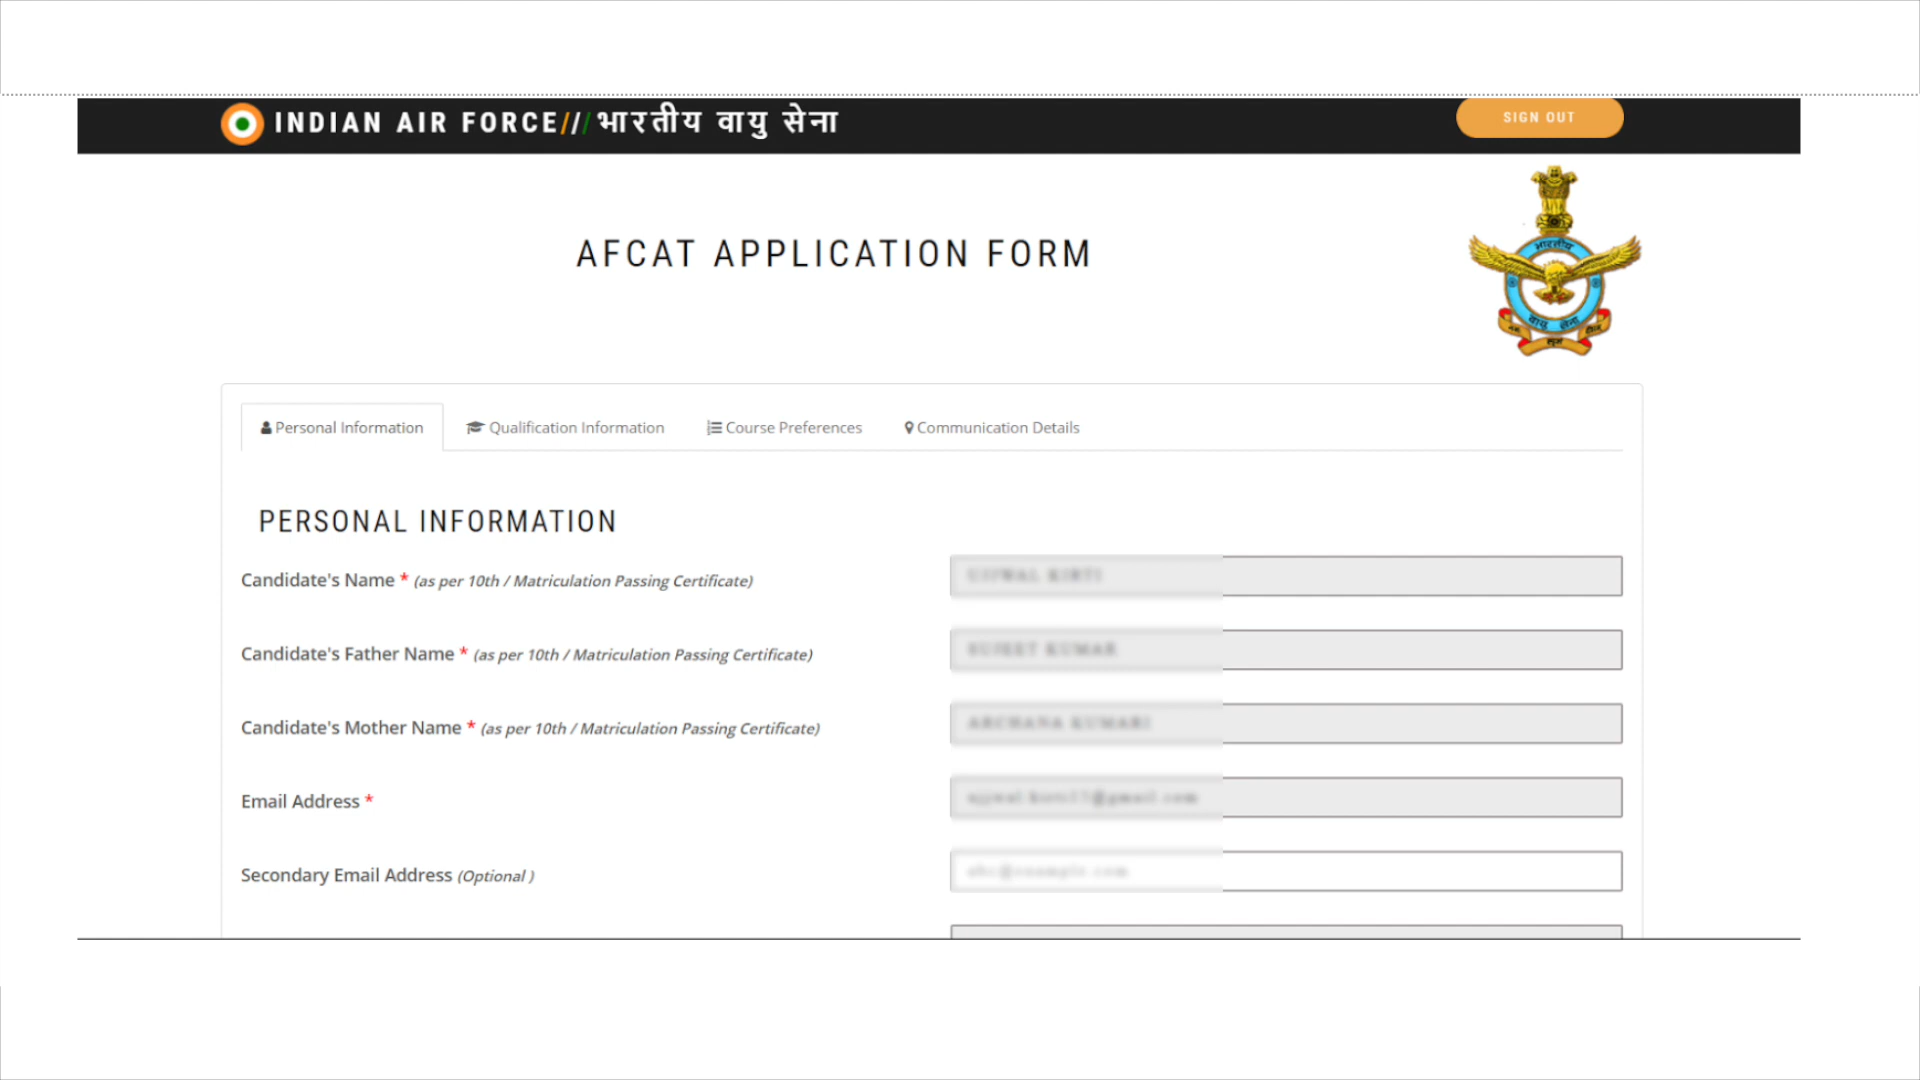 INDIAN AIR FORCE///भारतीय वायु सेना
SIGN OUT
AFCAT APPLICATION FORM
भारतीय
वायु सेना
Personal Information
Qualification Information
Course Preferences
Communication Details
PERSONAL INFORMATION
Candidate's Name * (as per 10th / Matriculation Passing Certificate)
Candidate's Father Name * (as per 10th / Matriculation Passing Certificate)
Candidate's Mother Name * (as per 10th / Matriculation Passing Certificate)
Email Address *
Secondary Email Address (Optional )